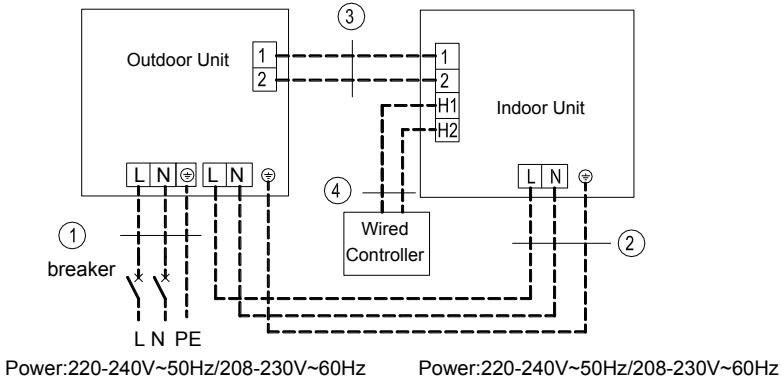 ③
Outdoor Unit
1
2
1
2
H1
H2
Indoor Unit
L N ⏚ L N ⏚
L N ⏚
④
①
breaker
Wired
Controller
②
L N PE
Power:220-240V~50Hz/208-230V~60Hz
Power:220-240V~50Hz/208-230V~60Hz